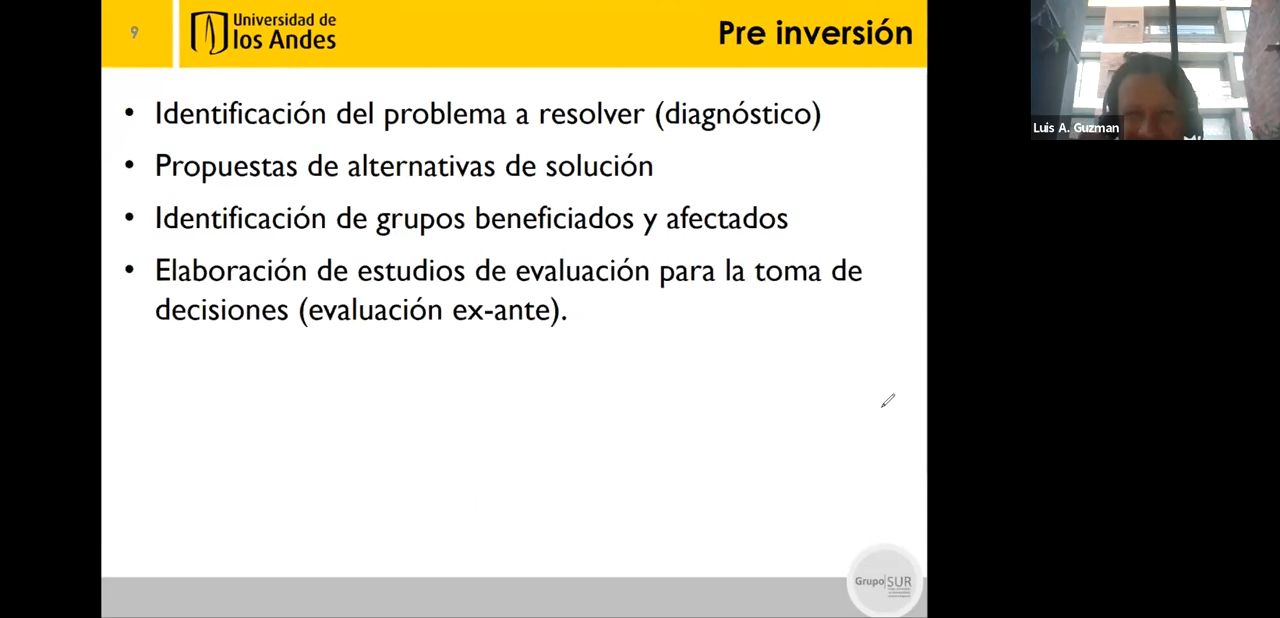 9
Universidad de
los Andes
Pre inversión
• Identificación del problema a resolver (diagnóstico)
• Propuestas de alternativas de solución
• Identificación de grupos beneficiados y afectados
• Elaboración de estudios de evaluación para la toma de
decisiones (evaluación ex-ante).
Grupo|SUR
Luis A. Guzman